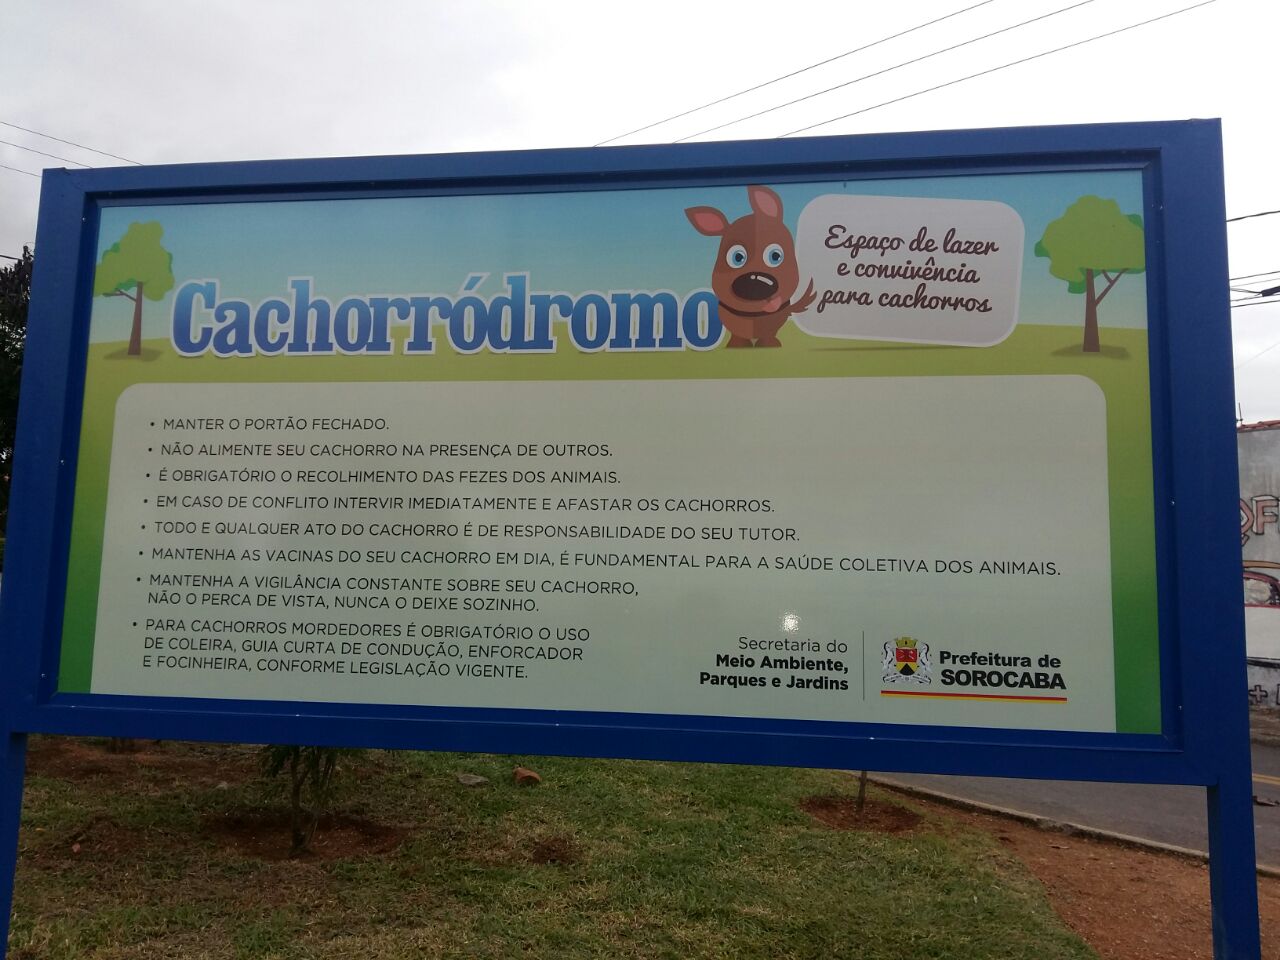 Cachorródromo
Espaço de lazer
e convivência
para cachorros
• MANTER O PORTÃO FECHADO.
• NÃO ALIMENTE SEU CACHORRO NA PRESENÇA DE OUTROS.
• É OBRIGATÓRIO O RECOLHIMENTO DAS FEZES DOS ANIMAIS.
• EM CASO DE CONFLITO INTERVIR IMEDIATAMENTE E AFASTAR OS CACHORROS.
• TODO E QUALQUER ATO DO CACHORRO É DE RESPONSABILIDADE DO SEU TUTOR.
• MANTENHA AS VACINAS DO SEU CACHORRO EM DIA, É FUNDAMENTAL PARA A SAÚDE COLETIVA DOS ANIMAIS.
• MANTENHA A VIGILÂNCIA CONSTANTE SOBRE SEU CACHORRO,
NÃO O PERCA DE VISTA, NUNCA O DEIXE SOZINHO.
• PARA CACHORROS MORDEDORES É OBRIGATÓRIO O USO
DE COLEIRA, GUIA CURTA DE CONDUÇÃO, ENFORCADOR
E FOCINHEIRA, CONFORME LEGISLAÇÃO VIGENTE.
Secretaria do
Meio Ambiente,
Parques e Jardins
Prefeitura de
SOROCABA